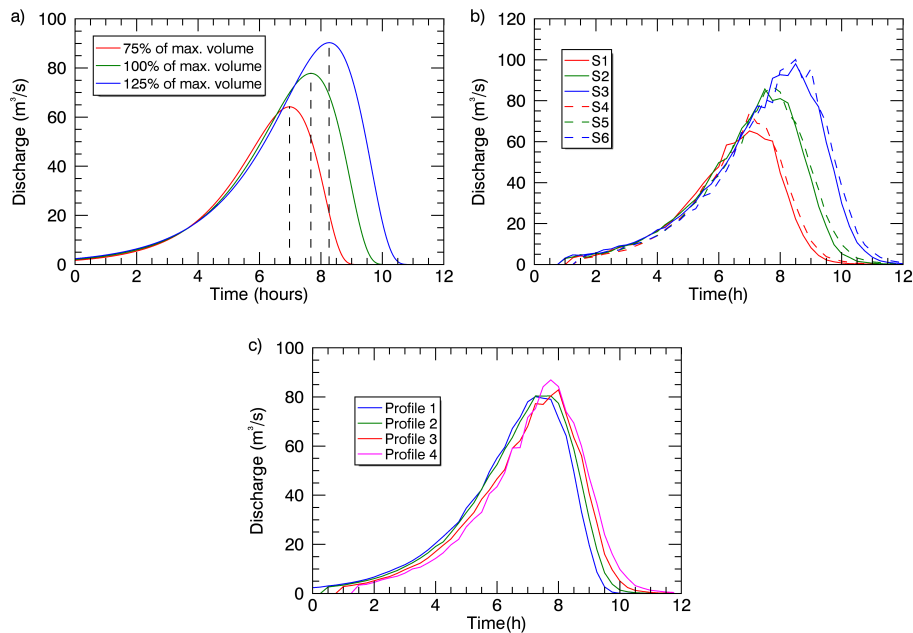 a)
100
80
60
40
20
0
Discharge (m³/s)
75% of max. volume
100% of max. volume
125% of max. volume
0 2 4 6 8 10 12
Time (hours)
b)
120
100
80
60
40
20
0
Discharge (m³/s)
S1
S2
S3
S4
S5
S6
0 2 4 6 8 10 12
Time(h)
c)
100
80
60
40
20
0
Discharge (m³/s)
Profile 1
Profile 2
Profile 3
Profile 4
0 2 4 6 8 10 12
Time(h)